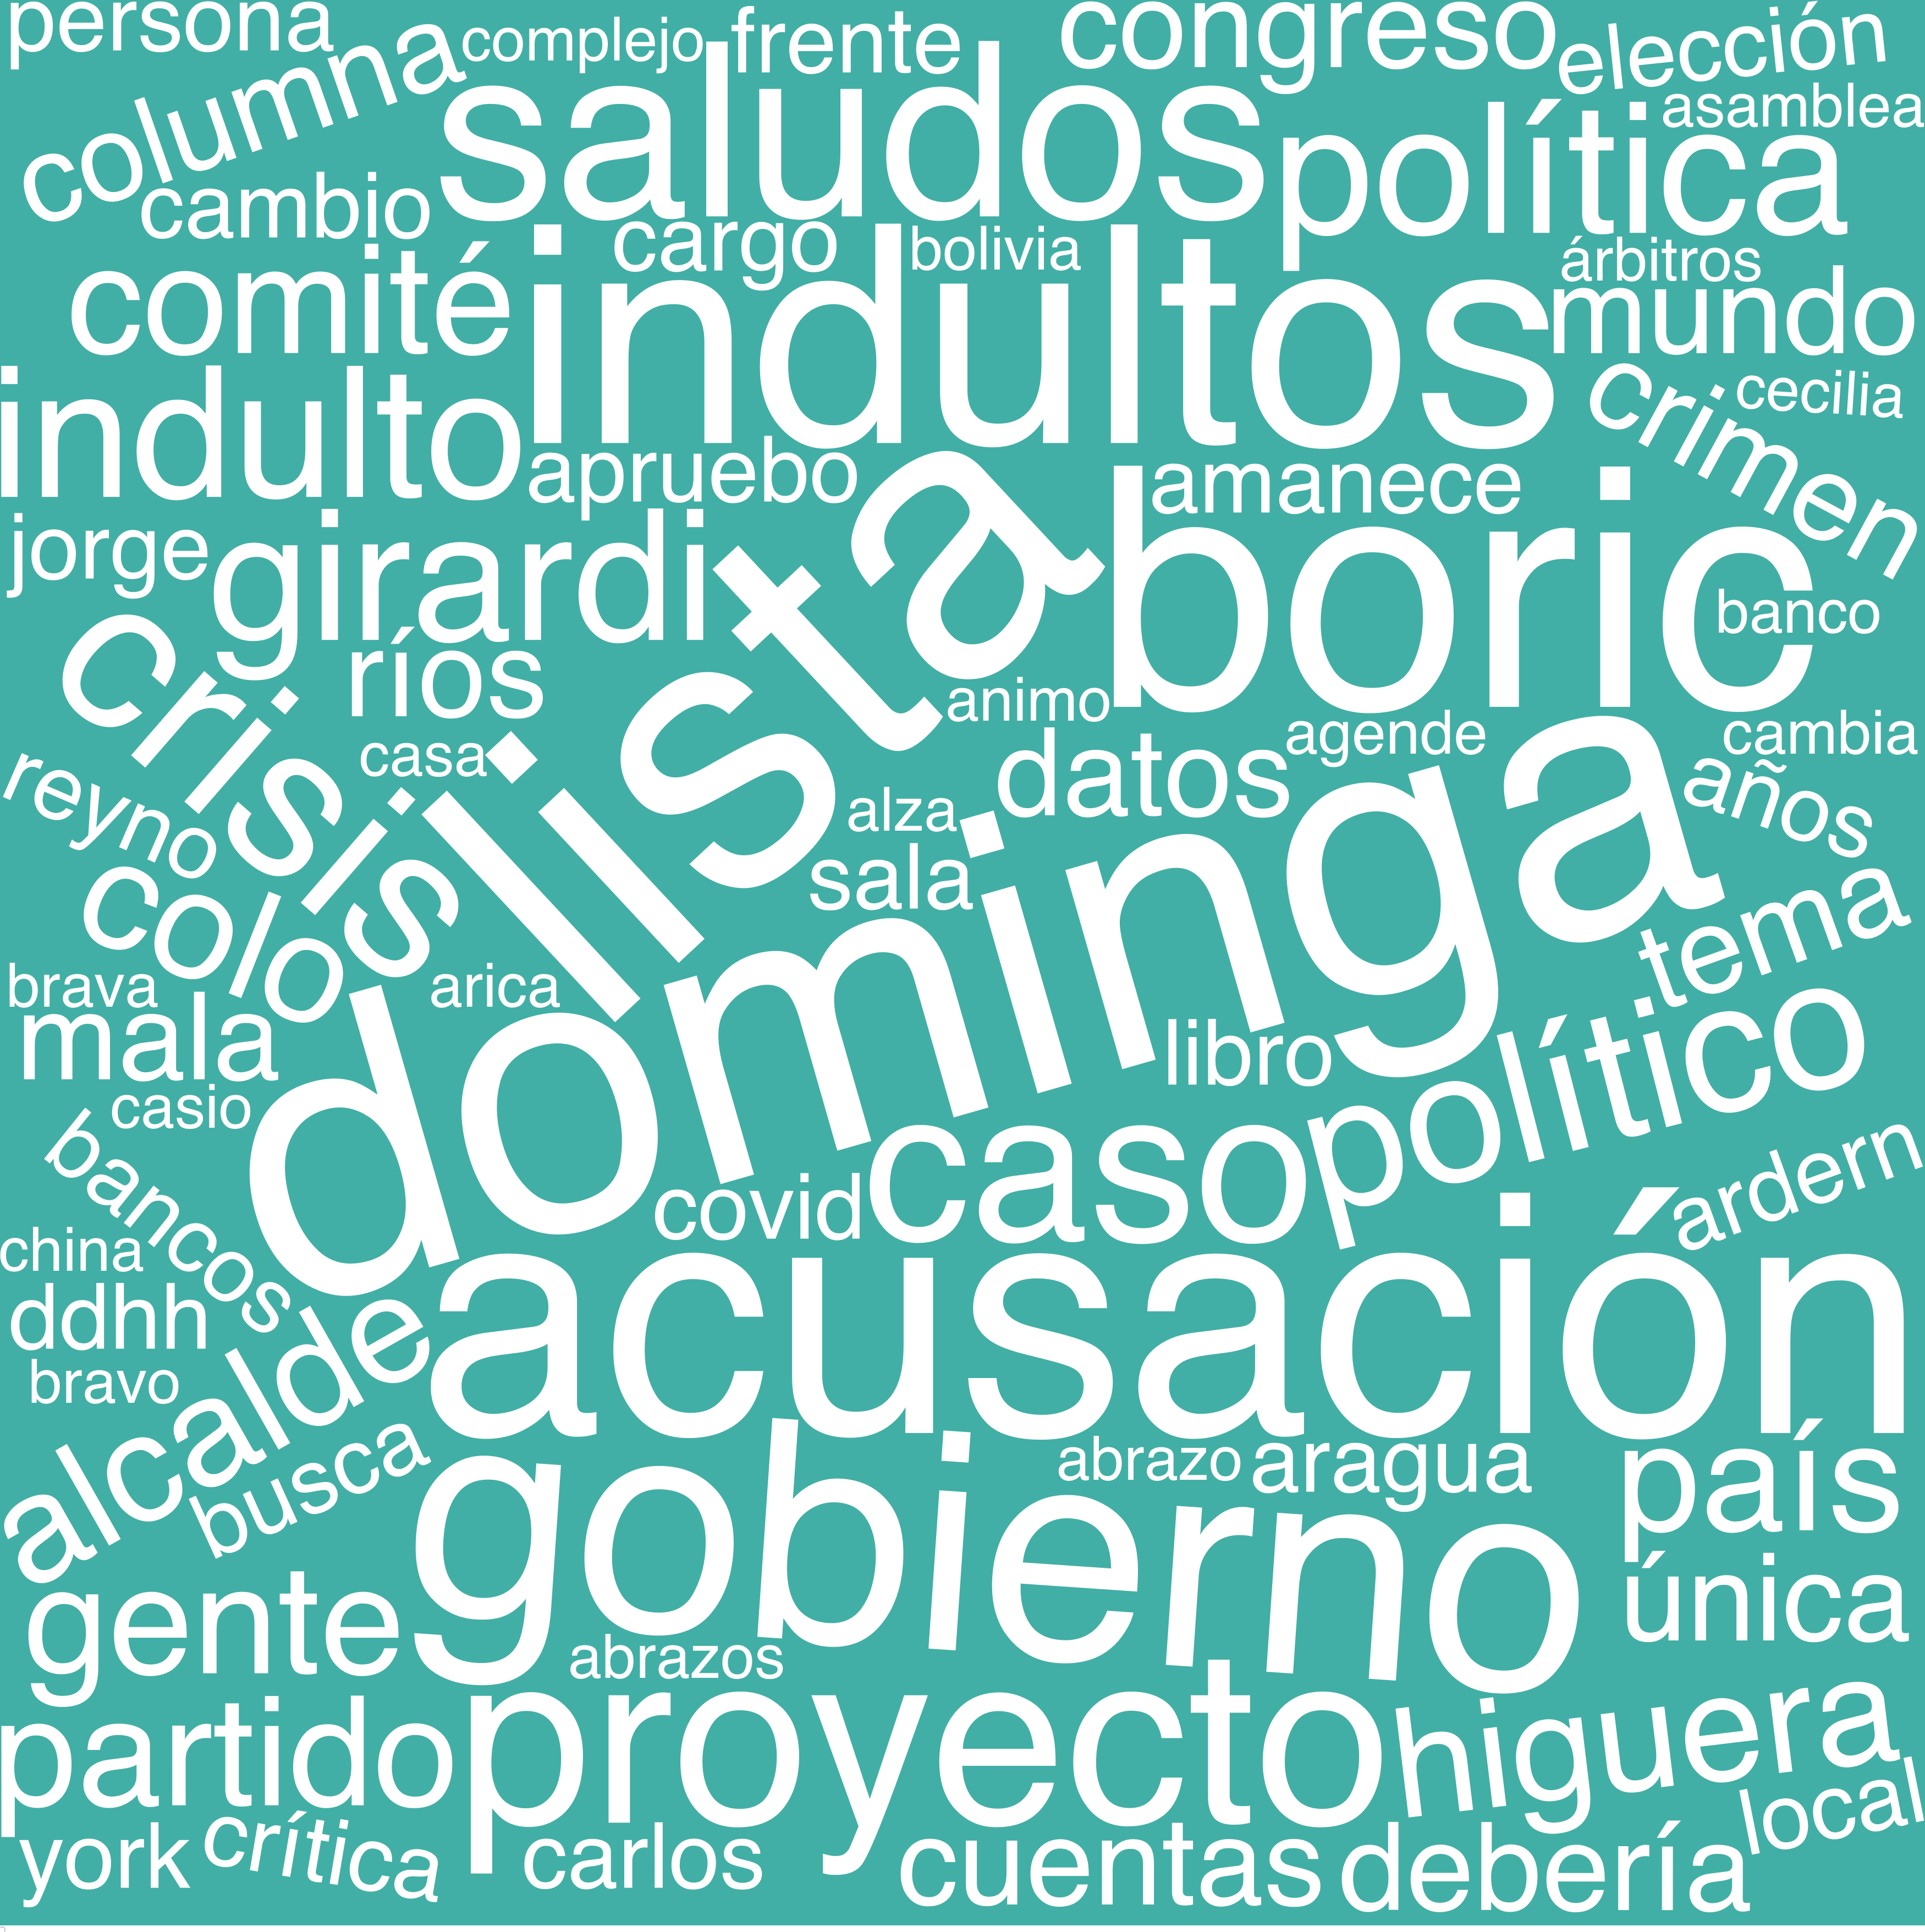 persona
columna
complejo
frente
congreso
elección
asamblea
saludos
política
cambio
cargo
bolivia
árbitros
comité
indultos
mundo
indulto
crimen
cecilia
apruebo
amanece
jorge
girardi
lista
boric
banco
crisis
ríos
animo
agende
cambia
casa
datos
años
reyno
alza
dominga
sala
colo
colosis
tema
brava
arica
mala
libro
político
casio
bancos
covid
caso
ardern
china
acusación
ddhh
bravo
alcalde
prisca
gobierno
abrazo
aragua
país
gente
única
abrazos
partido
proyecto
higuera
local
york
crítica
carlos
cuentas
debería